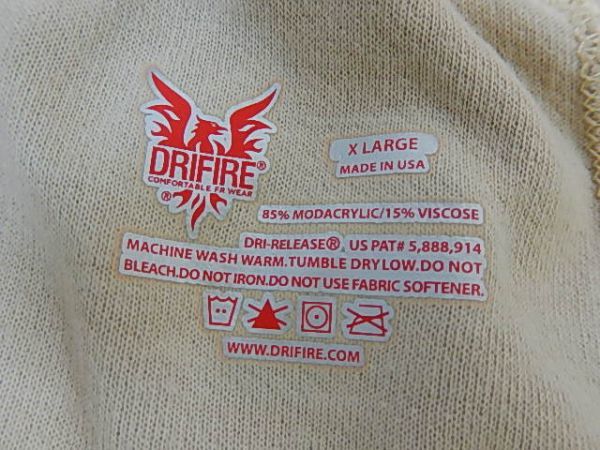 DRIFIRE®
COMFORTABLE FR WEAR
®
X LARGE
MADE IN USA
85% MODACRYLIC/15% VISCOSE
DRI-RELEASE®. US PAT# 5,888,914
MACHINE WASH WARM.TUMBLE DRY LOW.DO NOT
BLEACH.DO NOT IRON.DO NOT USE FABRIC SOFTENER.
WWW.DRIFIRE.COM